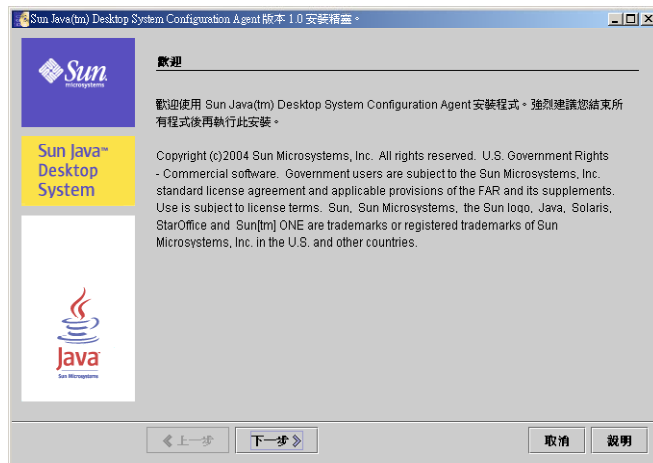 Sun Java(tm) Desktop System Configuration Agent 版本 1.0 安裝精靈。
Sun
microsystems
Sun Java™
Desktop
System
Java
Sun Microsystems
歡迎
歡迎使用 Sun Java(tm) Desktop System Configuration Agent 安裝程式。強烈建議您結束所
有程式後再執行此安裝。
Copyright (c)2004 Sun Microsystems, Inc. All rights reserved. U.S. Government Rights
- Commercial software. Government users are subject to the Sun Microsystems, Inc.
standard license agreement and applicable provisions of the FAR and its supplements.
Use is subject to license terms. Sun, Sun Microsystems, the Sun logo, Java, Solaris,
StarOffice and Sun[tm] ONE are trademarks or registered trademarks of Sun
Microsystems, Inc. in the U.S. and other countries.
上一步
下一步
取消
說明